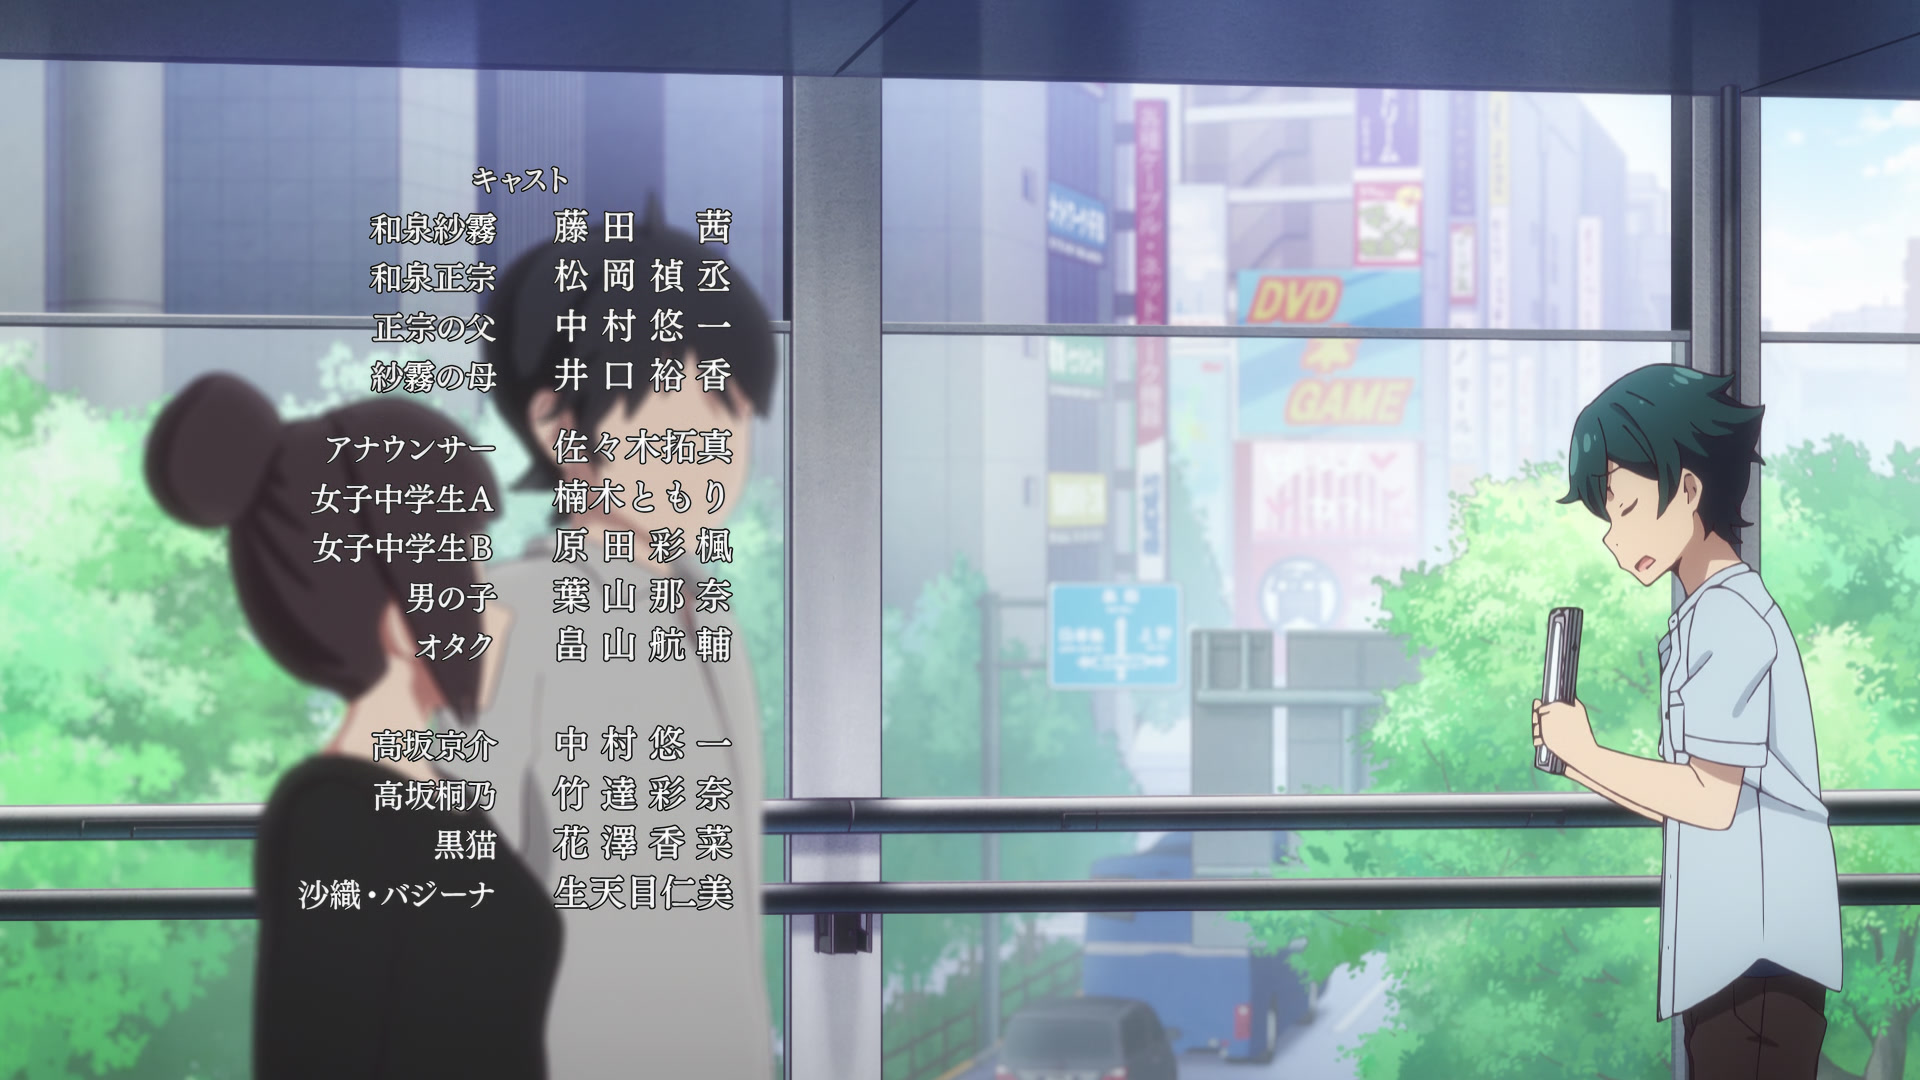 キャスト
和泉紗霧 藤田 茜
和泉正宗 松岡禎丞
正宗の父 中村悠一
紗霧の母 井口裕香
アナウンサー 佐々木拓真
女子中学生A 楠木ともり
女子中学生B 原田彩楓
男の子 葉山那奈
オタク 畠山航輔
高坂京介 中村悠一
高坂桐乃 竹達彩奈
黒猫 花澤香菜
沙織・バジーナ 生天目仁美
DVD
本
GAME